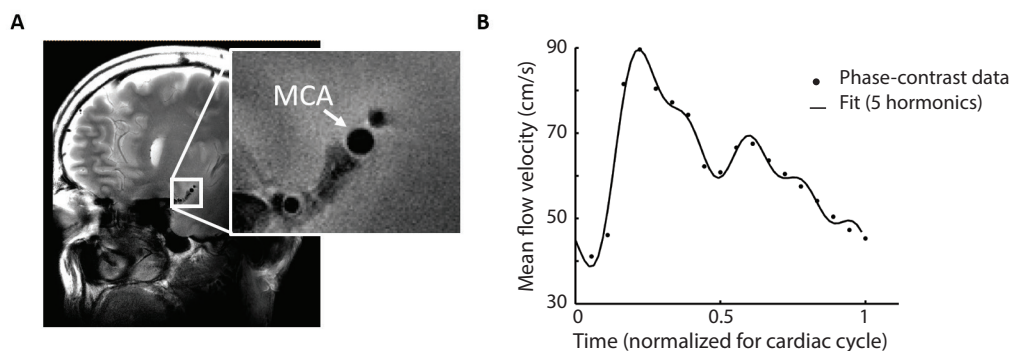 A
MCA
B
Mean flow velocity (cm/s)
90
70
50
30
0
0.5
1
Time (normalized for cardiac cycle)
Phase-contrast data
Fit (5 hormonics)